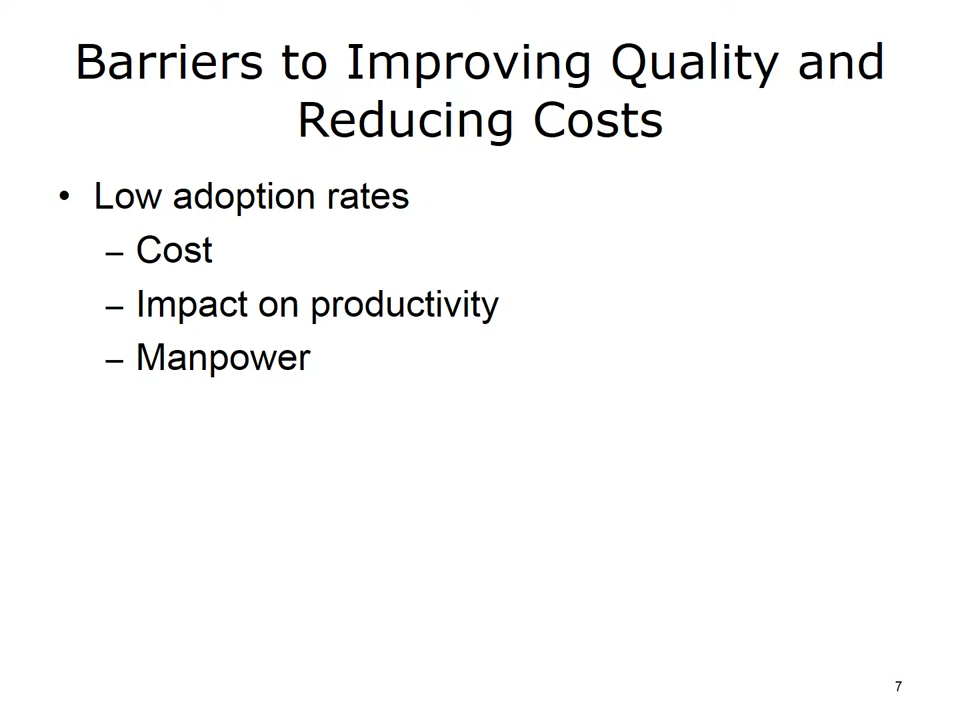 Barriers to Improving Quality and
Reducing Costs
• Low adoption rates
– Cost
– Impact on productivity
– Manpower
7